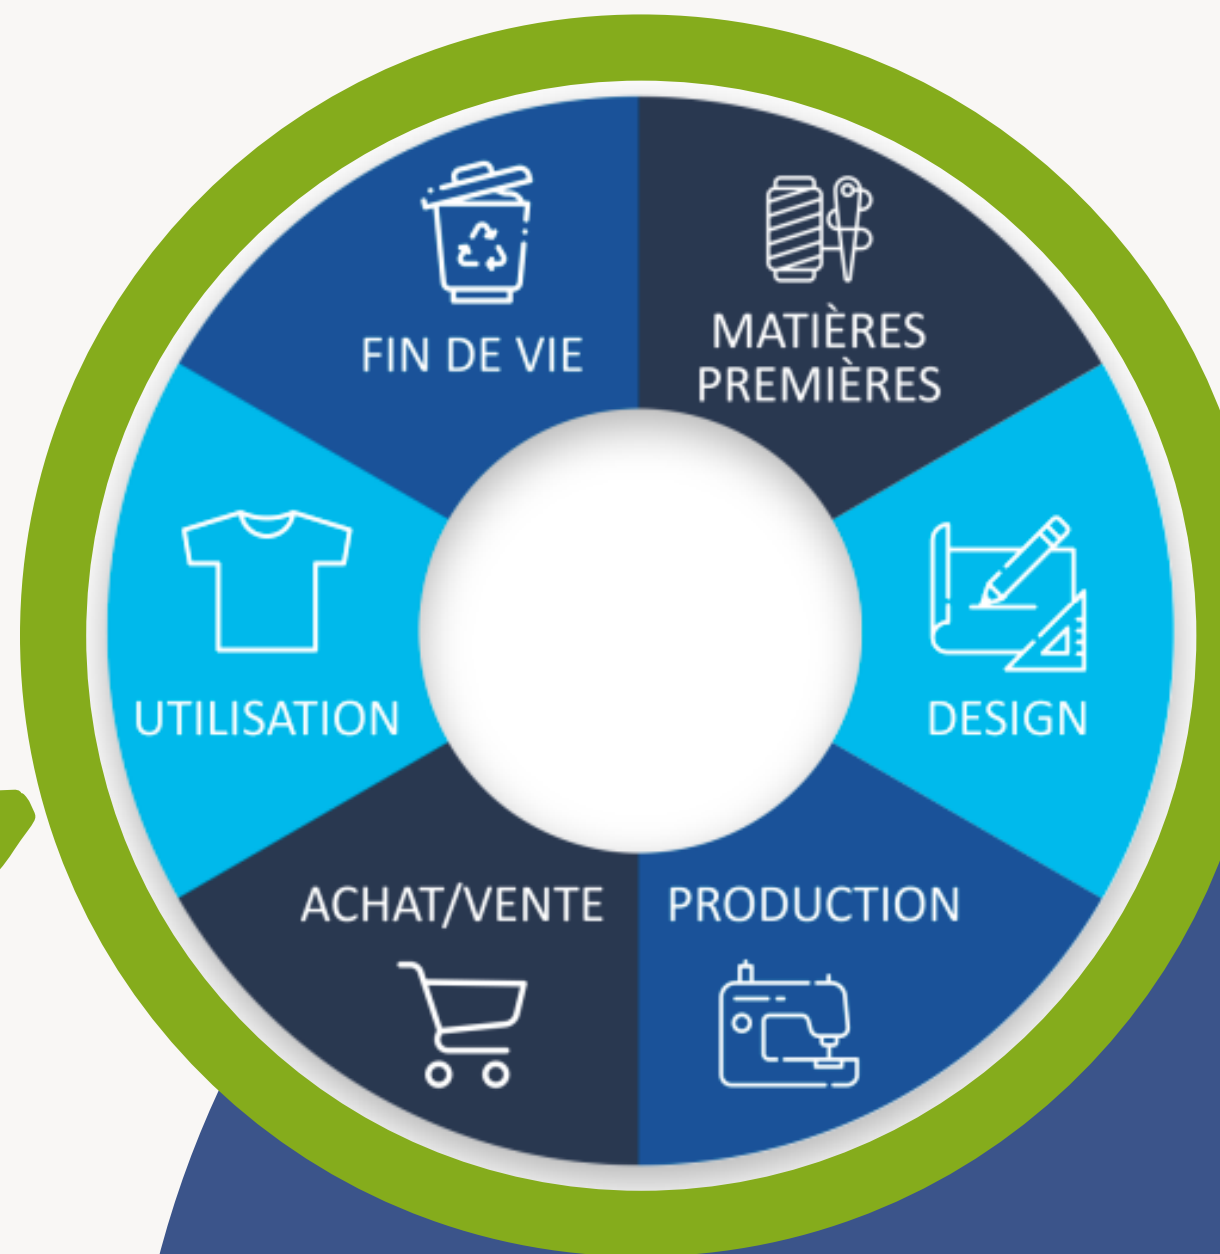 FIN DE VIE
MATIÈRES
PREMIÈRES
UTILISATION
DESIGN
ACHAT/VENTE
PRODUCTION